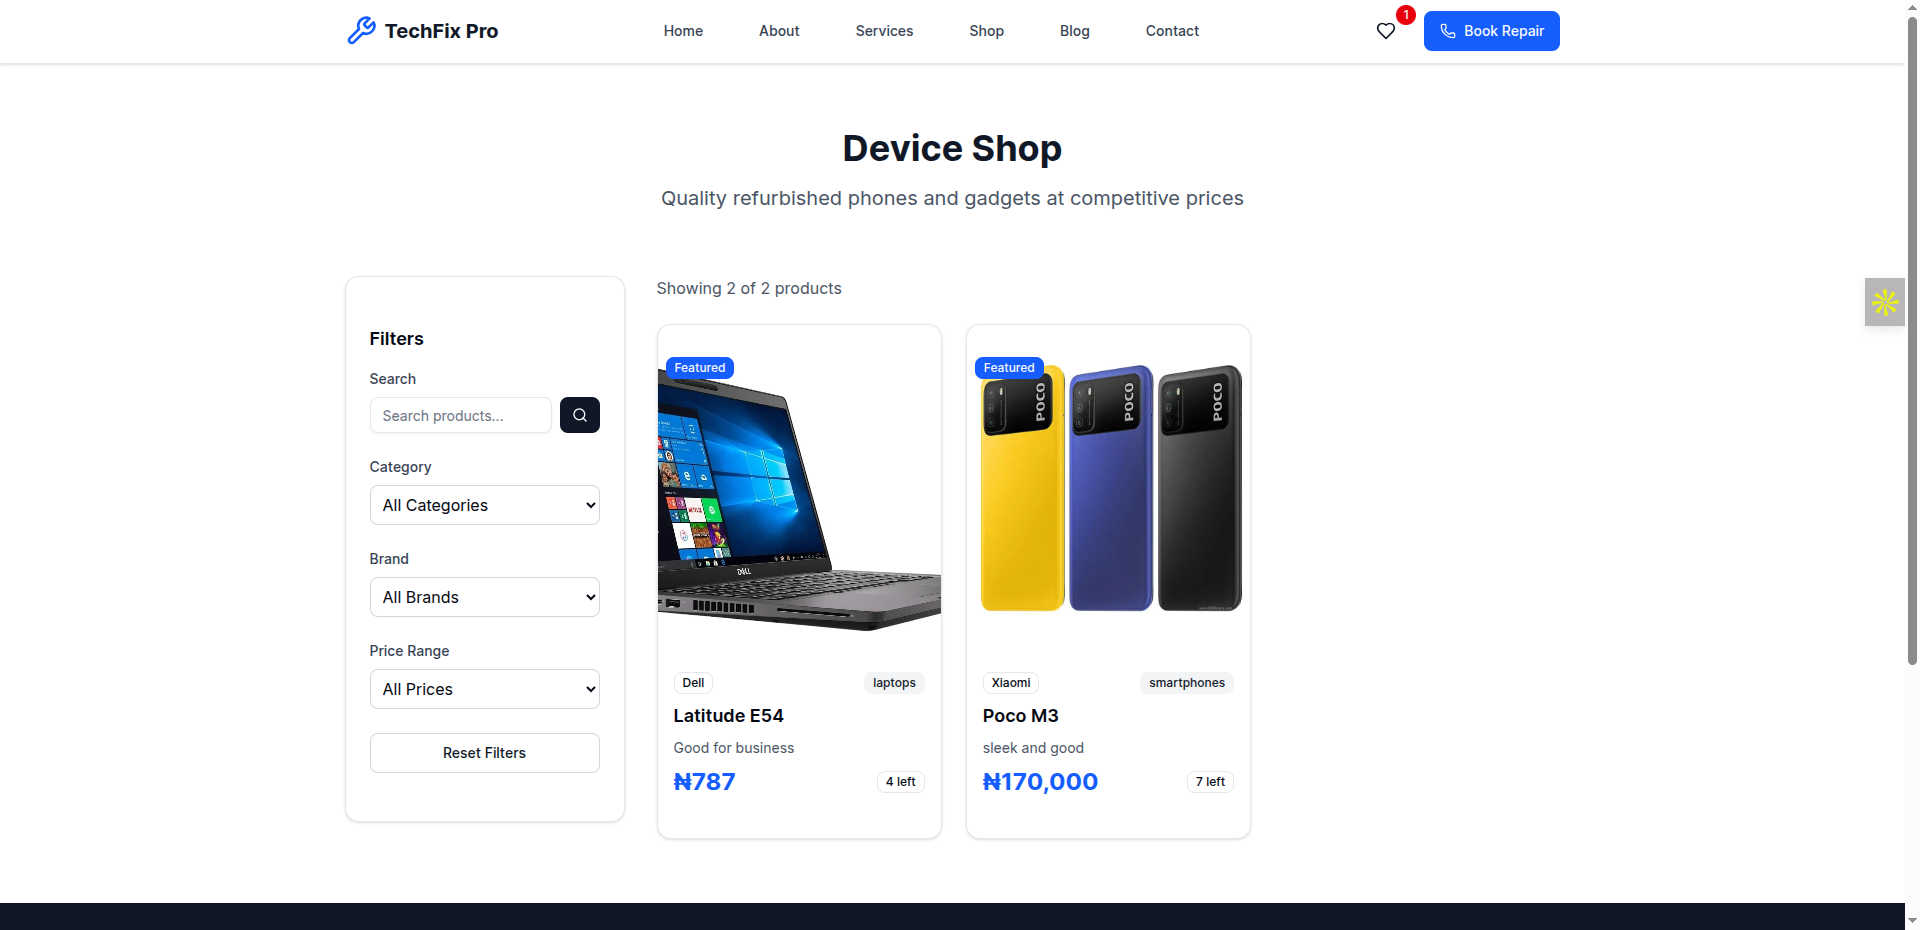 TechFix Pro
Home About Services Shop Blog Contact
1
Book Repair
Device Shop
Quality refurbished phones and gadgets at competitive prices
Filters
Search
Search products...
Category
All Categories
Brand
All Brands
Price Range
All Prices
Reset Filters
Showing 2 of 2 products
Featured
DELL
Dell laptops
Latitude E54
Good for business
₦787 4 left
Featured
POCO POCO POCO
Xiaomi smartphones
Poco M3
sleek and good
₦170,000 7 left